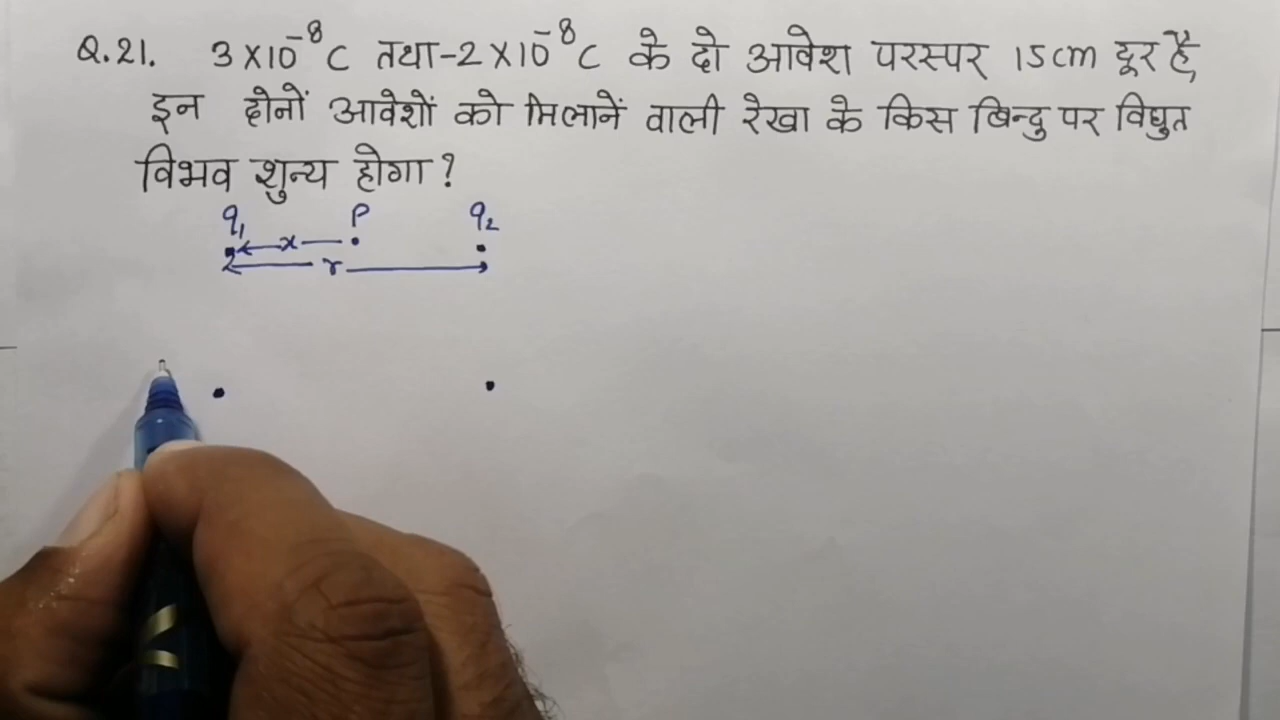 Q.21. 3×10⁻⁸C तथा -2×10⁻⁸C के दो आवेश परस्पर 15cm दूर है,
इन दोनों आवेशों को मिलानें वाली रेखा के किस बिन्दु पर विद्युत
विभव शुन्य होगा?
q₁ P q₂
x
r